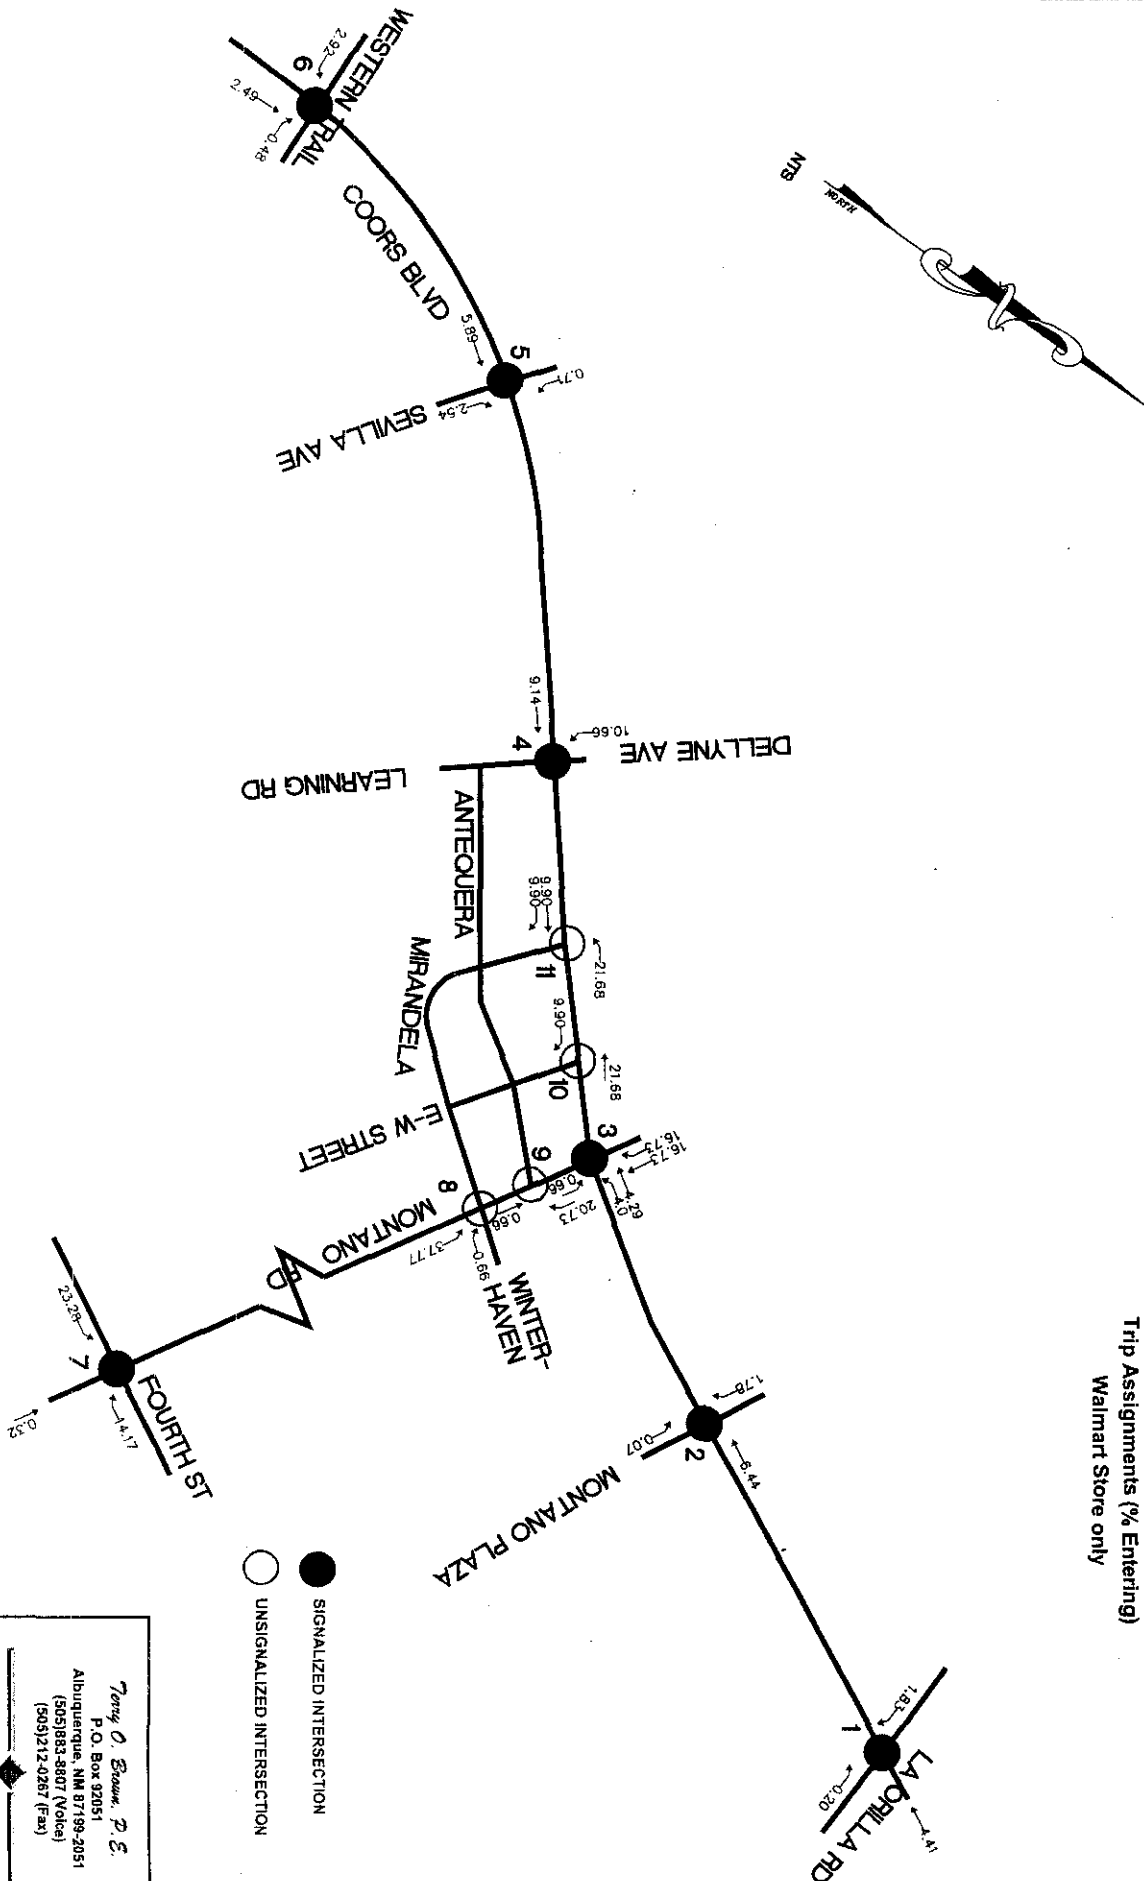 Trip Assignments (% Entering)
Walmart Store only
NTS
NORTH
WESTERN TRAIL
6
2.92
2.49
0.48
COORS BLVD
5
5.89
0.71
2.54
SEVILLA AVE
4
9.14
10.66
DELLYNE AVE
LEARNING RD
ANTEQUERA
MIRANDELA
11
9.90
9.90
21.68
10
9.90
21.68
E-W STREET
3
16.73
16.73
4.29
4.0
9
0.66
20.73
8
0.66
37.77
0.66
WINTER-
HAVEN
MONTANO
RD
7
23.28
14.17
0.32
FOURTH ST
2
1.78
0.07
6.44
MONTANO PLAZA
1
1.83
0.20
4.41
LA ORILLA RD
SIGNALIZED INTERSECTION
UNSIGNALIZED INTERSECTION
Terry O. Brown, P.E.
P.O. Box 92051
Albuquerque, NM 87199-2051
(505)883-8807 (Voice)
(505)212-0267 (Fax)